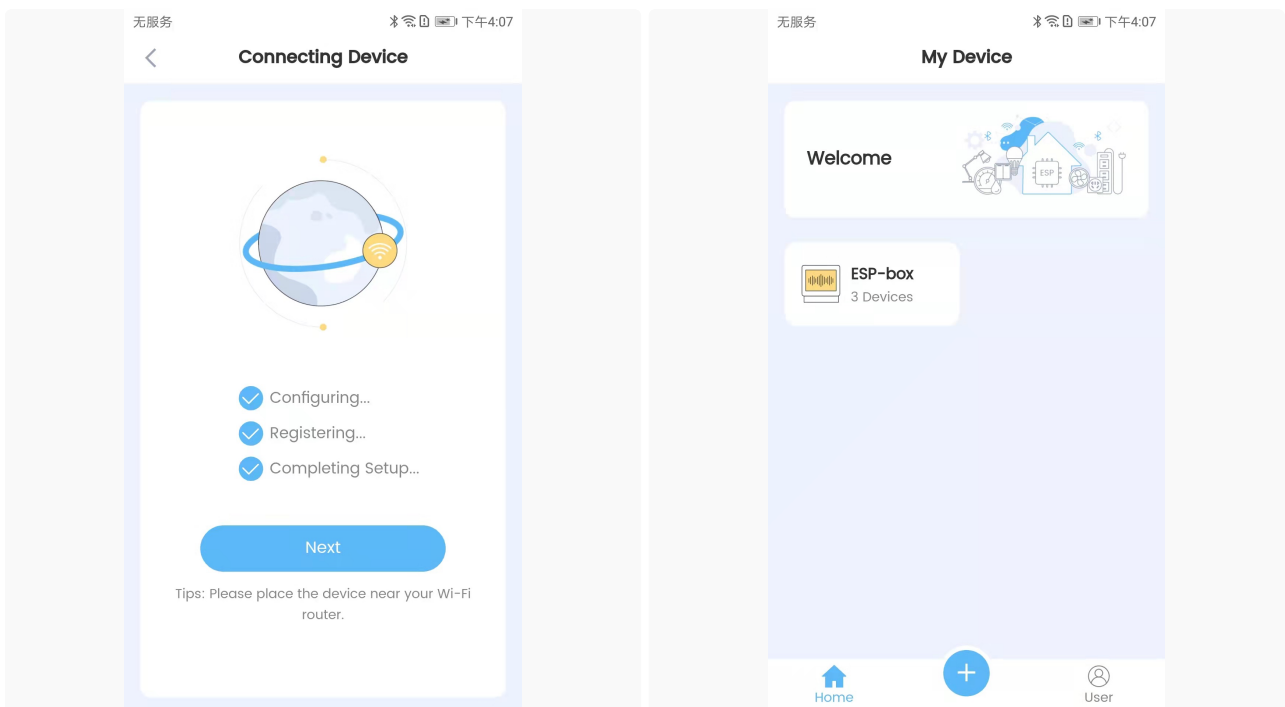 无服务
下午4:07
Connecting Device
Configuring...
Registering...
Completing Setup...
Next
Tips: Please place the device near your Wi-Fi
router.
无服务
下午4:07
My Device
Welcome
ESP
ESP-box
3 Devices
Home
User